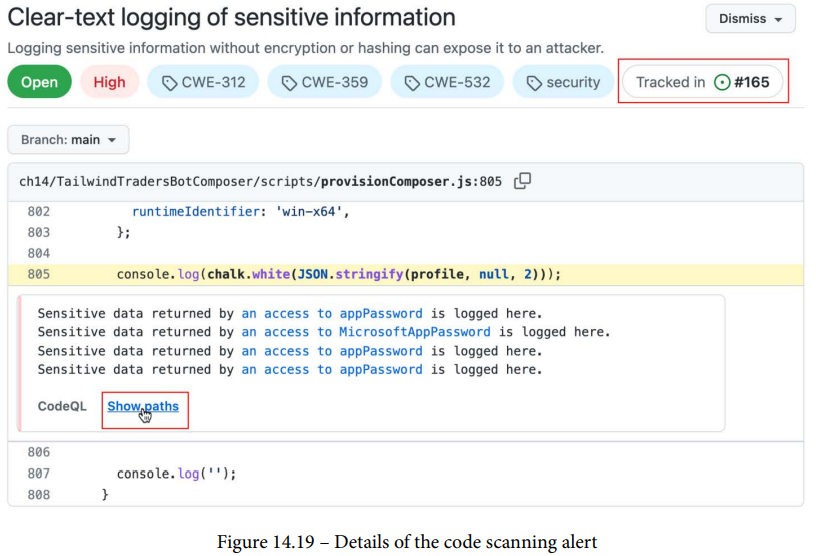 Clear-text logging of sensitive information
Dismiss
Logging sensitive information without encryption or hashing can expose it to an attacker.
Open High CWE-312 CWE-359 CWE-532 security Tracked in #165
Branch: main
ch14/TailwindTradersBotComposer/scripts/provisionComposer.js:805
802 runtimeIdentifier: 'win-x64',
803 };
804
805 console.log(chalk.white(JSON.stringify(profile, null, 2)));
Sensitive data returned by an access to appPassword is logged here.
Sensitive data returned by an access to MicrosoftAppPassword is logged here.
Sensitive data returned by an access to appPassword is logged here.
Sensitive data returned by an access to appPassword is logged here.
CodeQL Show paths
806
807 console.log('');
808 }
Figure 14.19 – Details of the code scanning alert